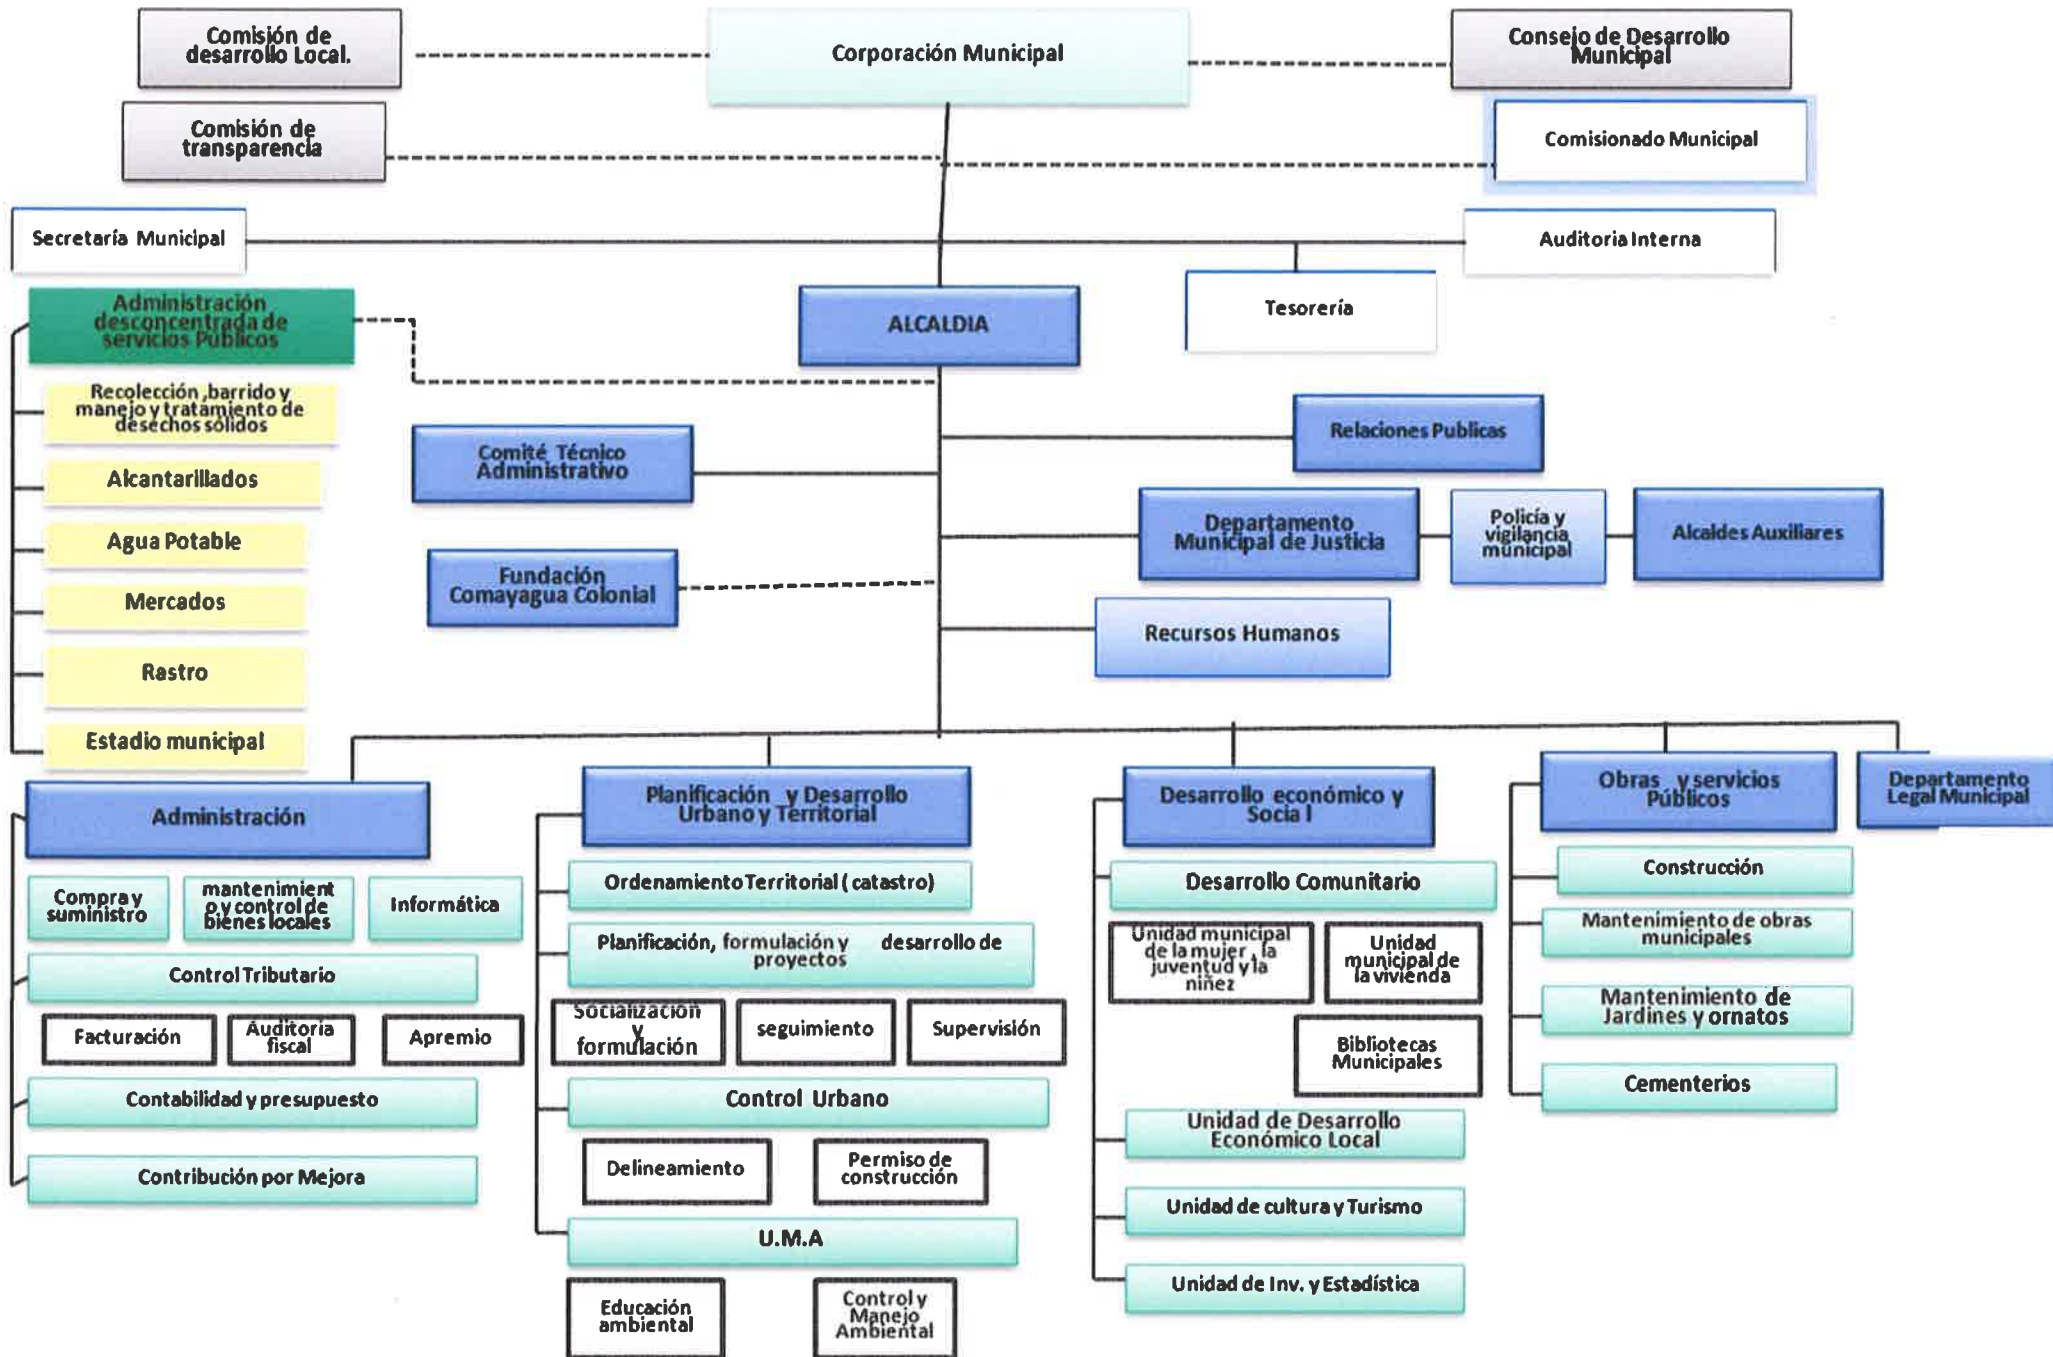 Comisión de
desarrollo Local.
Corporación Municipal
Consejo de Desarrollo
Municipal
Comisión de
transparencia
Comisionado Municipal
Secretaría Municipal
Auditoria Interna
Administración
desconcentrada de
servicios Públicos
ALCALDIA
Tesorería
Recolección ,barrido y
manejo y tratamiento de
desechos sólidos
Alcantarillados
Agua Potable
Mercados
Rastro
Estadio municipal
Comité Técnico
Administrativo
Fundación
Comayagua Colonial
Relaciones Publicas
Departamento
Municipal de Justicia
Policía y
vigilancia
municipal
Alcaldes Auxiliares
Recursos Humanos
Administración
Compra y
suministro
mantenimient
o y control de
bienes locales
Informática
Control Tributario
Facturación
Auditoria
fiscal
Apremio
Contabilidad y presupuesto
Contribución por Mejora
Planificación y Desarrollo
Urbano y Territorial
Ordenamiento Territorial ( catastro)
Planificación, formulación y desarrollo de
proyectos
Socialización
y
formulación
seguimiento
Supervisión
Control Urbano
Delineamiento
Permiso de
construcción
U.M.A
Educación
ambiental
Control y
Manejo
Ambiental
Desarrollo económico y
Socia l
Desarrollo Comunitario
Unidad municipal
de la mujer , la
juventud y la
niñez
Unidad
municipal de
la vivienda
Bibliotecas
Municipales
Unidad de Desarrollo
Económico Local
Unidad de cultura y Turismo
Unidad de Inv. y Estadística
Obras y servicios
Públicos
Construcción
Mantenimiento de obras
municipales
Mantenimiento de
Jardines y ornatos
Cementerios
Departamento
Legal Municipal